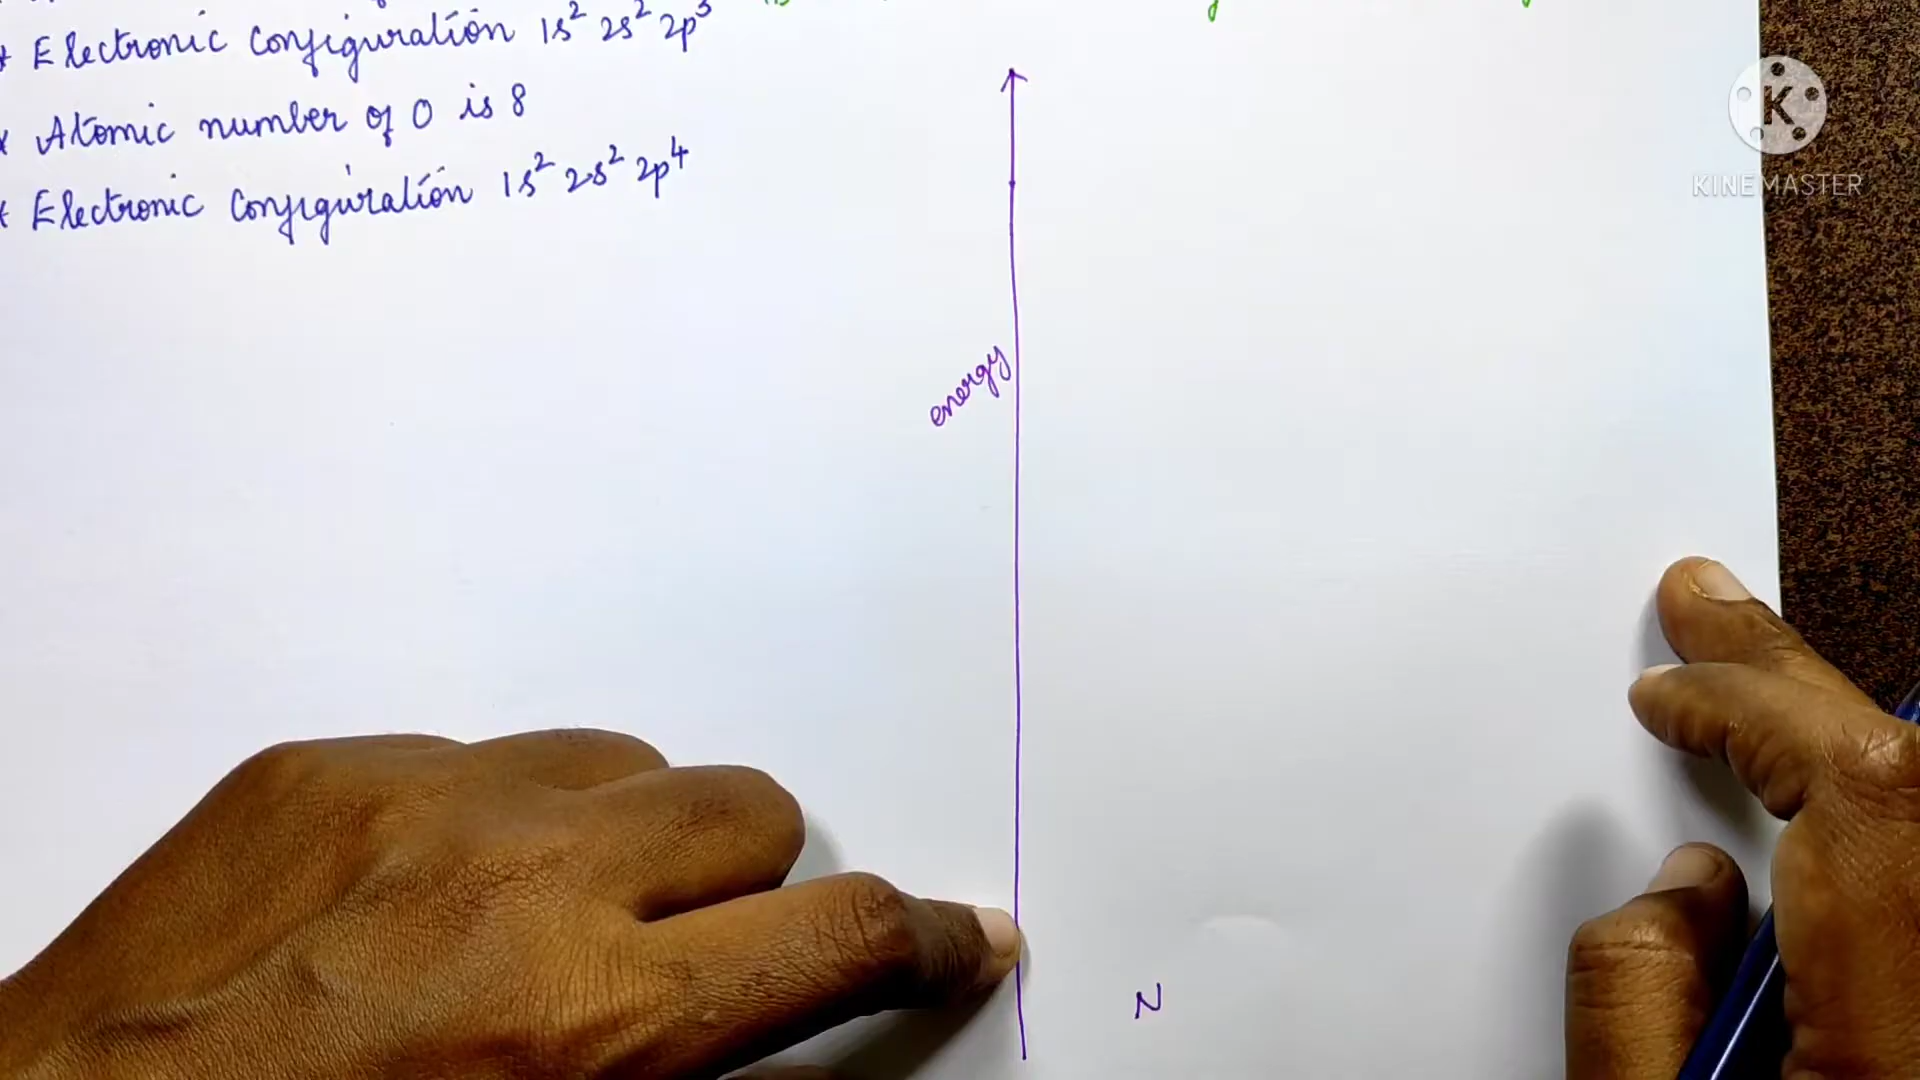 * Electronic configuration 1s² 2s² 2p³
* Atomic number of O is 8
* Electronic configuration 1s² 2s² 2p⁴
energy
N
K
KINEMASTER